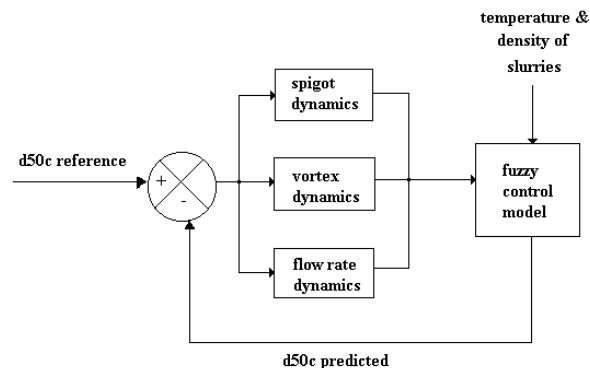 temperature &
density of
slurries
spigot
dynamics
d50c reference
+
-
vortex
dynamics
fuzzy
control
model
flow rate
dynamics
d50c predicted